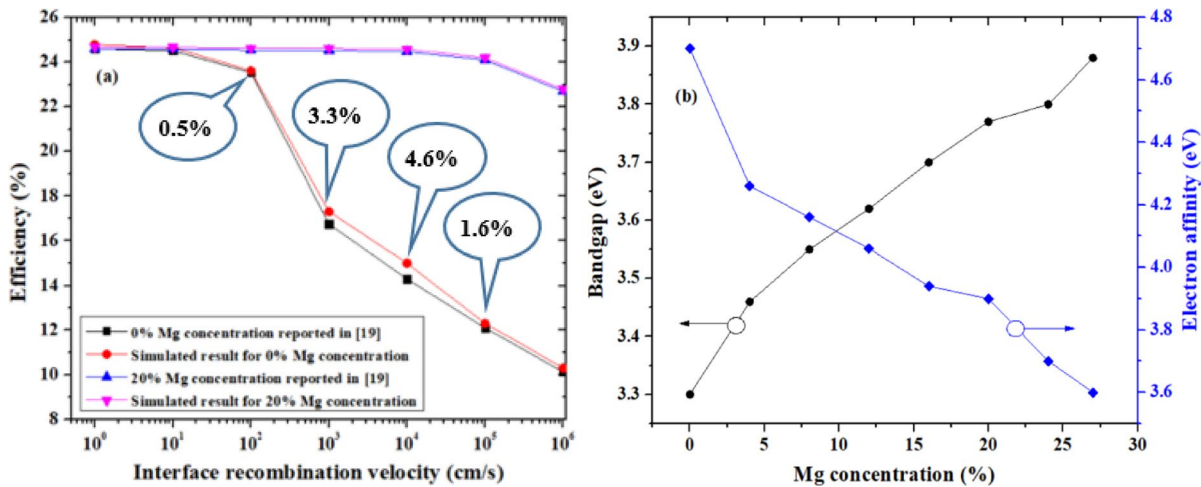 Efficiency (%)
26
24
22
20
18
16
14
12
10
8
(a)
0.5%
3.3%
4.6%
1.6%
0% Mg concentration reported in [19]
Simulated result for 0% Mg concentration
20% Mg concentration reported in [19]
Simulated result for 20% Mg concentration
10⁰ 10¹ 10² 10³ 10⁴ 10⁵ 10⁶
Interface recombination velocity (cm/s)
Bandgap (eV)
3.9
3.8
3.7
3.6
3.5
3.4
3.3
(b)
4.8
4.6
4.4
4.2
4.0
3.8
3.6
Electron affinity (eV)
0 5 10 15 20 25 30
Mg concentration (%)